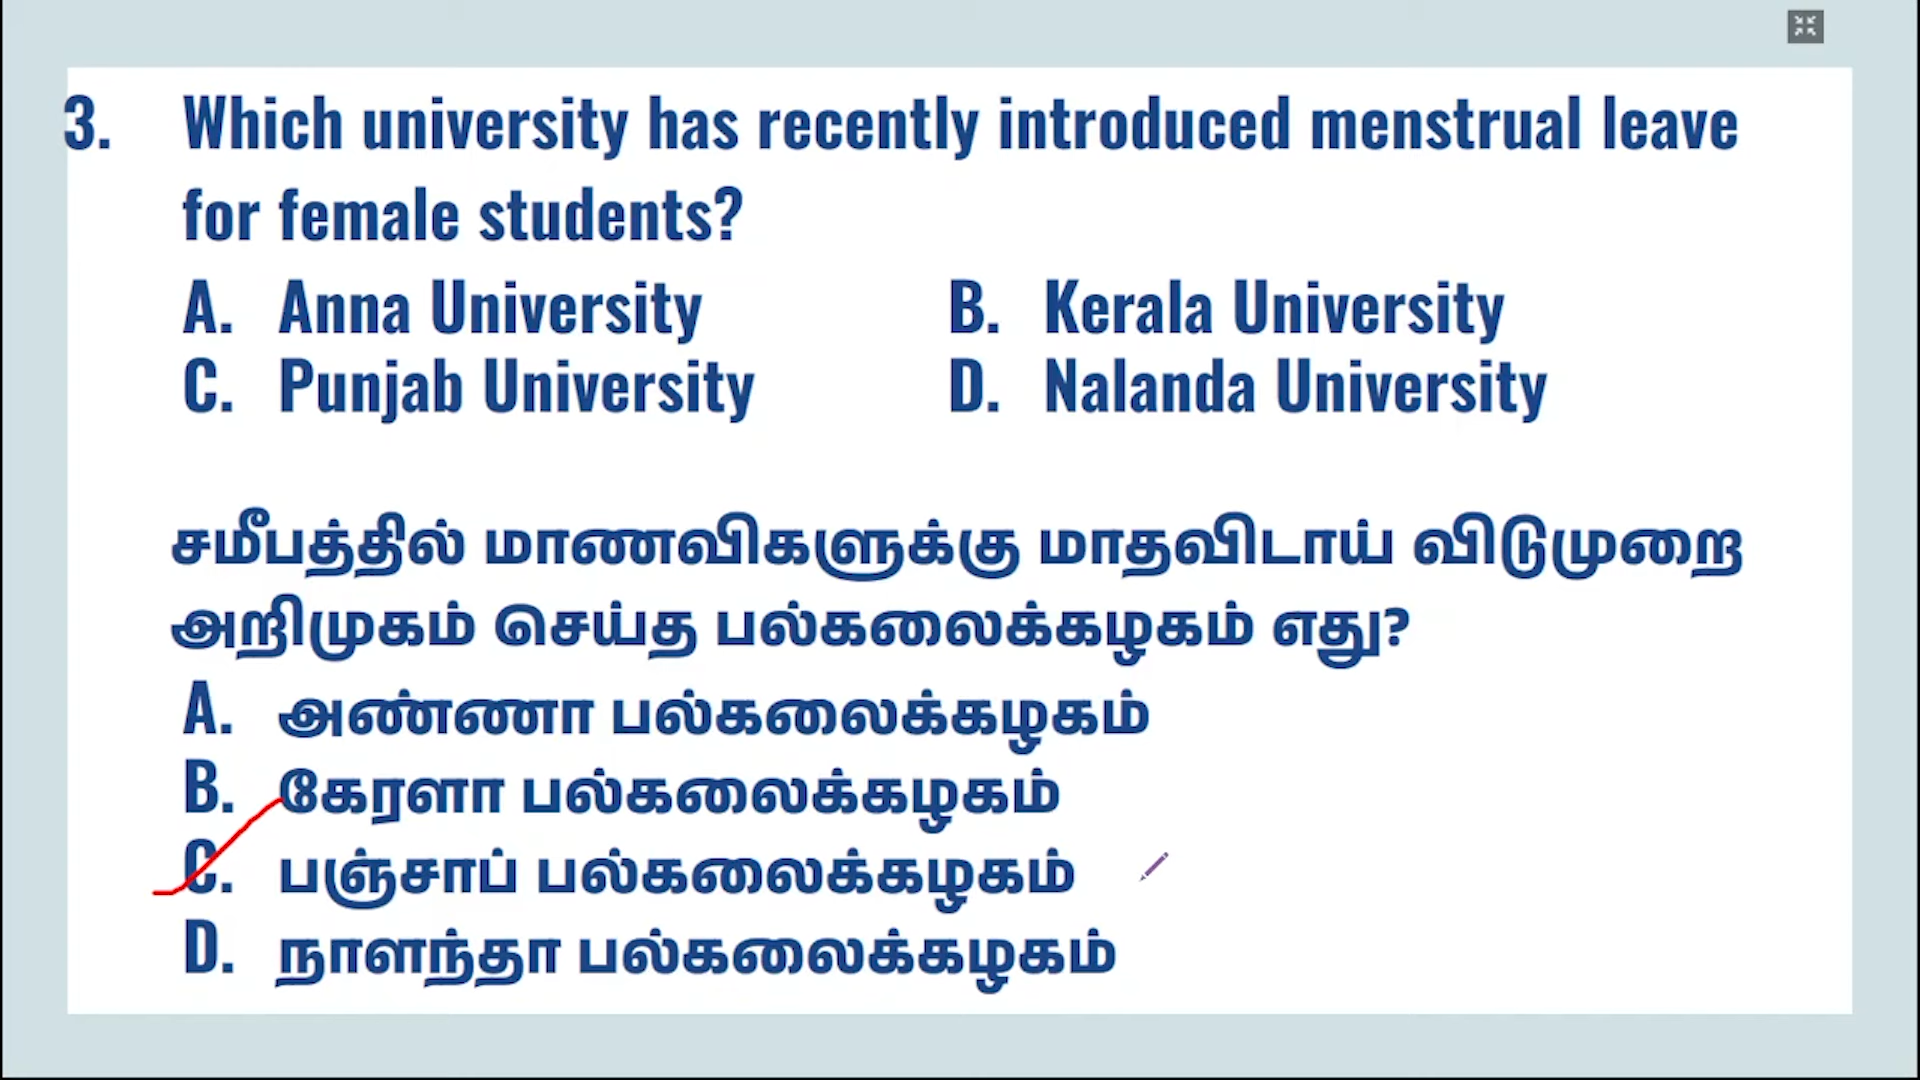 3. Which university has recently introduced menstrual leave
for female students?
A. Anna University B. Kerala University
C. Punjab University D. Nalanda University
சமீபத்தில் மாணவிகளுக்கு மாதவிடாய் விடுமுறை
அறிமுகம் செய்த பல்கலைக்கழகம் எது?
A. அண்ணா பல்கலைக்கழகம்
B. கேரளா பல்கலைக்கழகம்
C. பஞ்சாப் பல்கலைக்கழகம்
D. நாளந்தா பல்கலைக்கழகம்